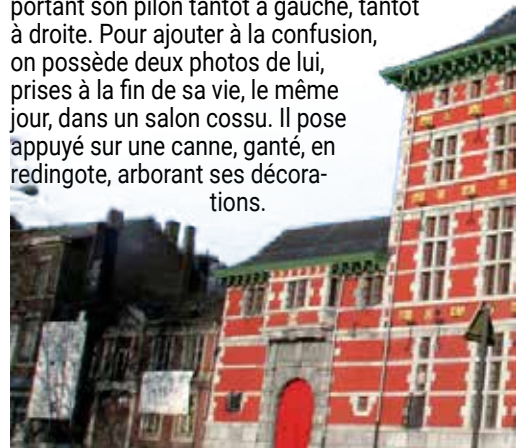 portant son pilon tantôt à gauche, tantôt
à droite. Pour ajouter à la confusion,
on possède deux photos de lui,
prises à la fin de sa vie, le même
jour, dans un salon cossu. Il pose
appuyé sur une canne, ganté, en
redingote, arborant ses décora-
tions.